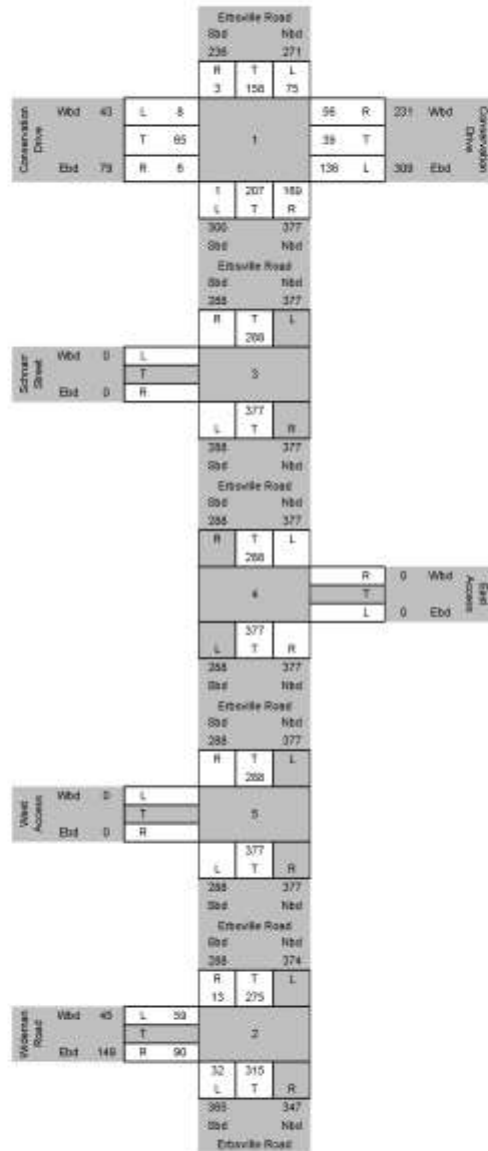 Erbsville Road
Sbd Nbd
236 271
R T L
3 158 75
Conservation Drive
Wbd 43 L 8
T 65
Ebd 79 R 6
1
56 R 231 Wbd
39 T
136 L 309 Ebd
Conservation Drive
1 207 169
L T R
300 377
Sbd Nbd
Erbsville Road
Sbd Nbd
288 377
R T L
288
Schnarr Street
Wbd 0 L
T
Ebd 0 R
3
377
L T R
288 377
Sbd Nbd
Erbsville Road
Sbd Nbd
288 377
R T L
288
4
R 0 Wbd
T
L 0 Ebd
East Access
377
L T R
288 377
Sbd Nbd
Erbsville Road
Sbd Nbd
288 377
R T L
288
West Access
Wbd 0 L
T
Ebd 0 R
5
377
L T R
288 377
Sbd Nbd
Erbsville Road
Sbd Nbd
288 374
R T L
13 275
Wideman Road
Wbd 45 L 59
T
Ebd 149 R 90
2
32 315
L T R
365 347
Sbd Nbd
Erbsville Road